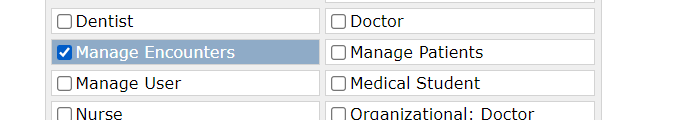 Dentist Doctor
Manage Encounters Manage Patients
Manage User Medical Student
Nurse Organizational: Doctor